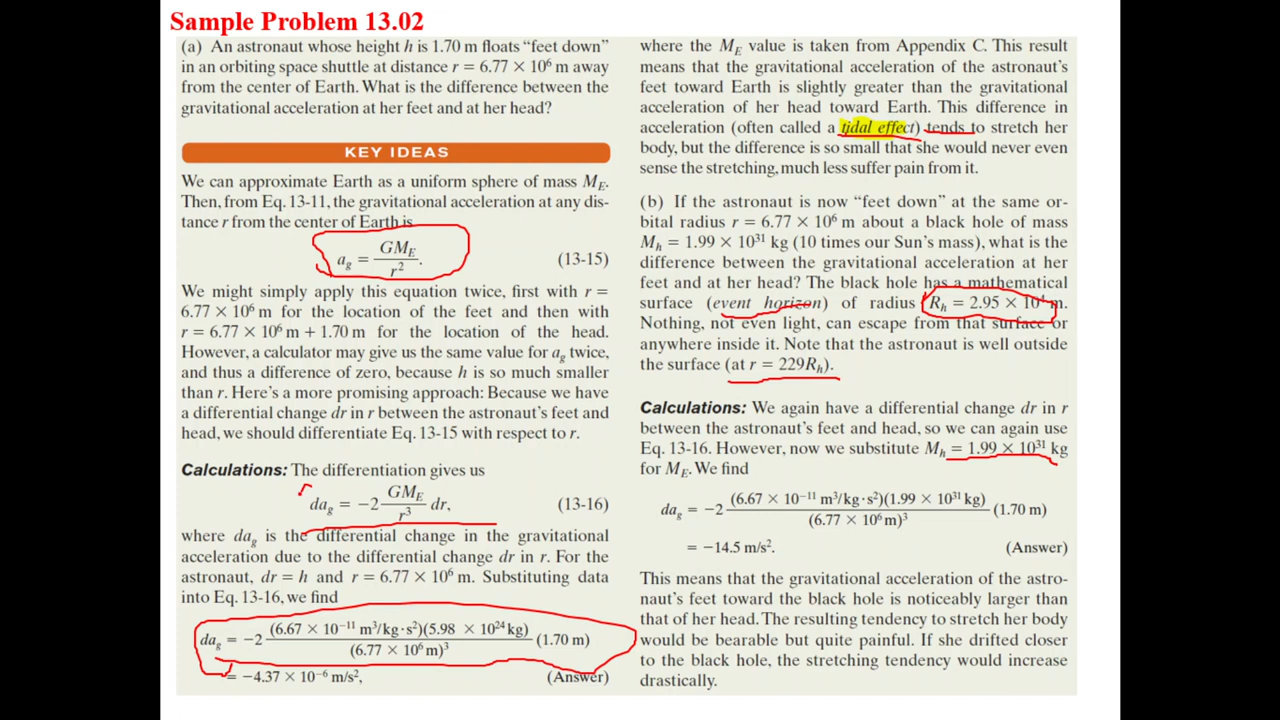 Sample Problem 13.02
(a) An astronaut whose height h is 1.70 m floats “feet down”
in an orbiting space shuttle at distance r = 6.77 × 10⁶ m away
from the center of Earth. What is the difference between the
gravitational acceleration at her feet and at her head?
KEY IDEAS
We can approximate Earth as a uniform sphere of mass M_E.
Then, from Eq. 13-11, the gravitational acceleration at any dis-
tance r from the center of Earth is
a_g = GM_E / r². (13-15)
We might simply apply this equation twice, first with r =
6.77 × 10⁶ m for the location of the feet and then with
r = 6.77 × 10⁶ m + 1.70 m for the location of the head.
However, a calculator may give us the same value for a_g twice,
and thus a difference of zero, because h is so much smaller
than r. Here’s a more promising approach: Because we have
a differential change dr in r between the astronaut’s feet and
head, we should differentiate Eq. 13-15 with respect to r.
Calculations: The differentiation gives us
da_g = −2 GM_E / r³ dr, (13-16)
where da_g is the differential change in the gravitational
acceleration due to the differential change dr in r. For the
astronaut, dr = h and r = 6.77 × 10⁶ m. Substituting data
into Eq. 13-16, we find
da_g = −2 (6.67 × 10⁻¹¹ m³/kg·s²)(5.98 × 10²⁴ kg) / (6.77 × 10⁶ m)³ (1.70 m)
= −4.37 × 10⁻⁶ m/s², (Answer)
where the M_E value is taken from Appendix C. This result
means that the gravitational acceleration of the astronaut’s
feet toward Earth is slightly greater than the gravitational
acceleration of her head toward Earth. This difference in
acceleration (often called a tidal effect) tends to stretch her
body, but the difference is so small that she would never even
sense the stretching, much less suffer pain from it.
(b) If the astronaut is now “feet down” at the same or-
bital radius r = 6.77 × 10⁶ m about a black hole of mass
M_h = 1.99 × 10³¹ kg (10 times our Sun’s mass), what is the
difference between the gravitational acceleration at her
feet and at her head? The black hole has a mathematical
surface (event horizon) of radius R_h = 2.95 × 10⁴ m.
Nothing, not even light, can escape from that surface or
anywhere inside it. Note that the astronaut is well outside
the surface (at r = 229R_h).
Calculations: We again have a differential change dr in r
between the astronaut’s feet and head, so we can again use
Eq. 13-16. However, now we substitute M_h = 1.99 × 10³¹ kg
for M_E. We find
da_g = −2 (6.67 × 10⁻¹¹ m³/kg·s²)(1.99 × 10³¹ kg) / (6.77 × 10⁶ m)³ (1.70 m)
= −14.5 m/s². (Answer)
This means that the gravitational acceleration of the astro-
naut’s feet toward the black hole is noticeably larger than
that of her head. The resulting tendency to stretch her body
would be bearable but quite painful. If she drifted closer
to the black hole, the stretching tendency would increase
drastically.